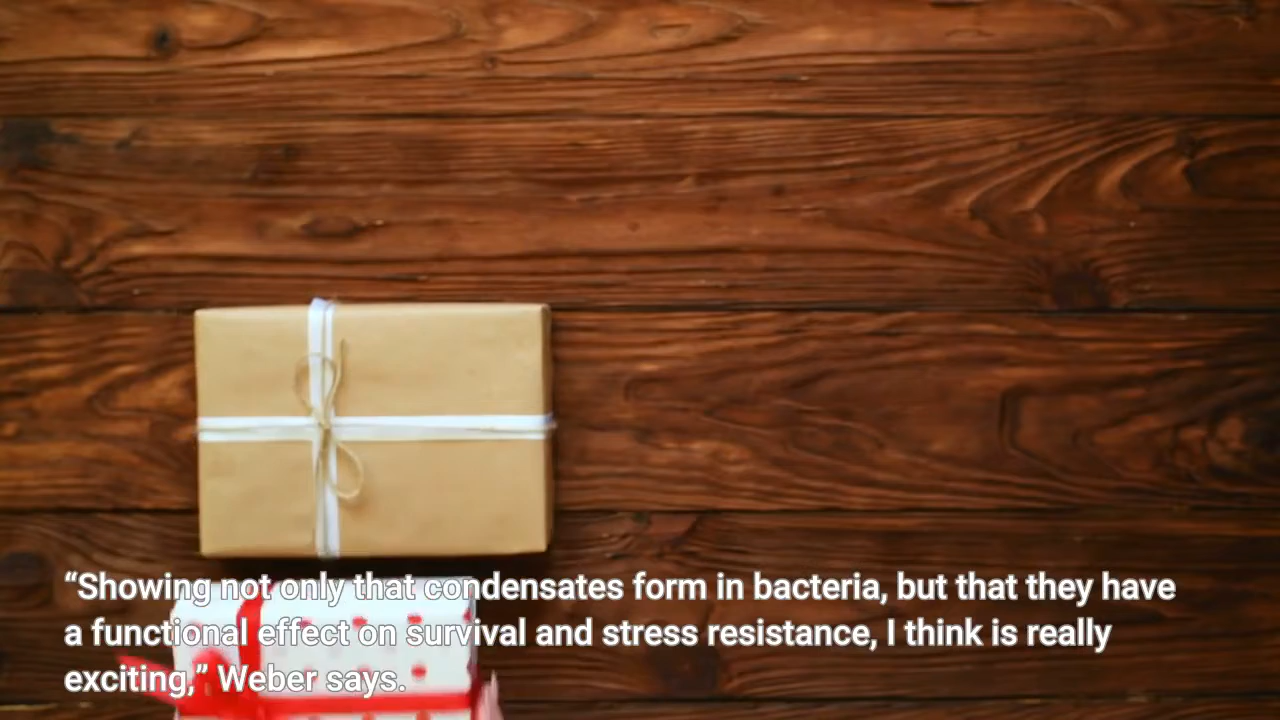 “Showing not only that condensates form in bacteria, but that they have
a functional effect on survival and stress resistance, I think is really
exciting,” Weber says.